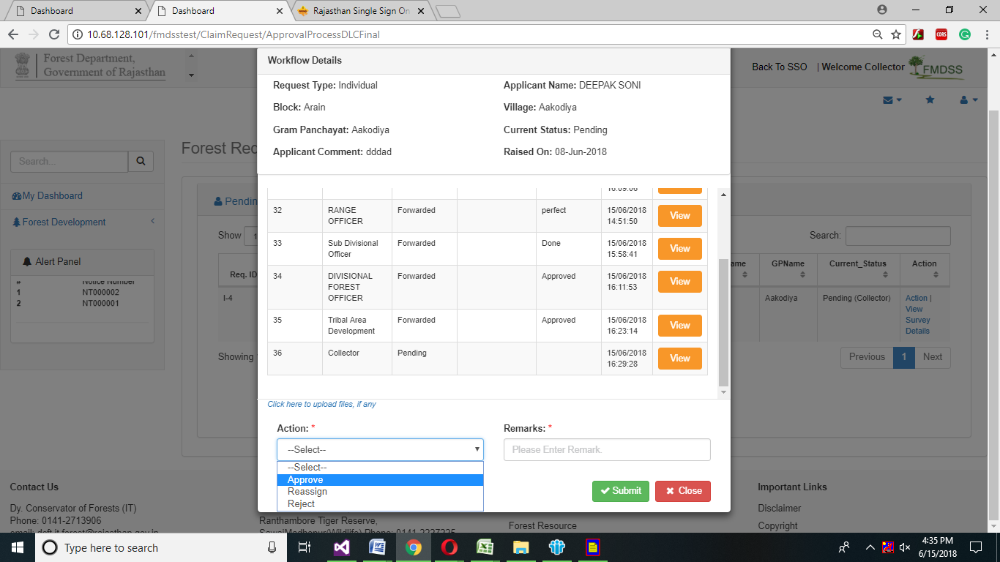 Dashboard
Dashboard
Rajasthan Single Sign On
10.68.128.101/fmdsstest/ClaimRequest/ApprovalProcessDLCFinal
Forest Department,
Government of Rajasthan
Back To SSO | Welcome Collector
FMDSS
Search...
My Dashboard
Forest Development
Alert Panel
# Notice Number
1 NT000002
2 NT000001
Forest Rec
Pendin
Show 1
Search:
Req. ID
ame GPName Current_Status Action
I-4
Aakodiya Pending (Collector) Action |
View
Survey
Details
Showing
Previous 1 Next
Workflow Details
Request Type: Individual
Applicant Name: DEEPAK SONI
Block: Arain
Village: Aakodiya
Gram Panchayat: Aakodiya
Current Status: Pending
Applicant Comment: dddad
Raised On: 08-Jun-2018
16:09:06
32 RANGE Forwarded perfect 15/06/2018 View
OFFICER 14:51:50
33 Sub Divisional Forwarded Done 15/06/2018 View
Officer 15:58:41
34 DIVISIONAL Forwarded Approved 15/06/2018 View
FOREST 16:11:53
OFFICER
35 Tribal Area Forwarded Approved 15/06/2018 View
Development 16:23:14
36 Collector Pending 15/06/2018 View
16:29:28
Click here to upload files, if any
Action: *
Remarks: *
--Select--
Please Enter Remark.
--Select--
Approve
Reassign
Reject
Submit
Close
Contact Us
Dy. Conservator of Forests (IT)
Phone: 0141-2713906
email: dcft.it.forest@rajasthan.gov.in
Ranthambore Tiger Reserve,
SawaiMadhepur(Wildlife) Phone: 0141-2227225
Forest Resource
Important Links
Disclaimer
Copyright
Type here to search
4:35 PM
6/15/2018
CORS